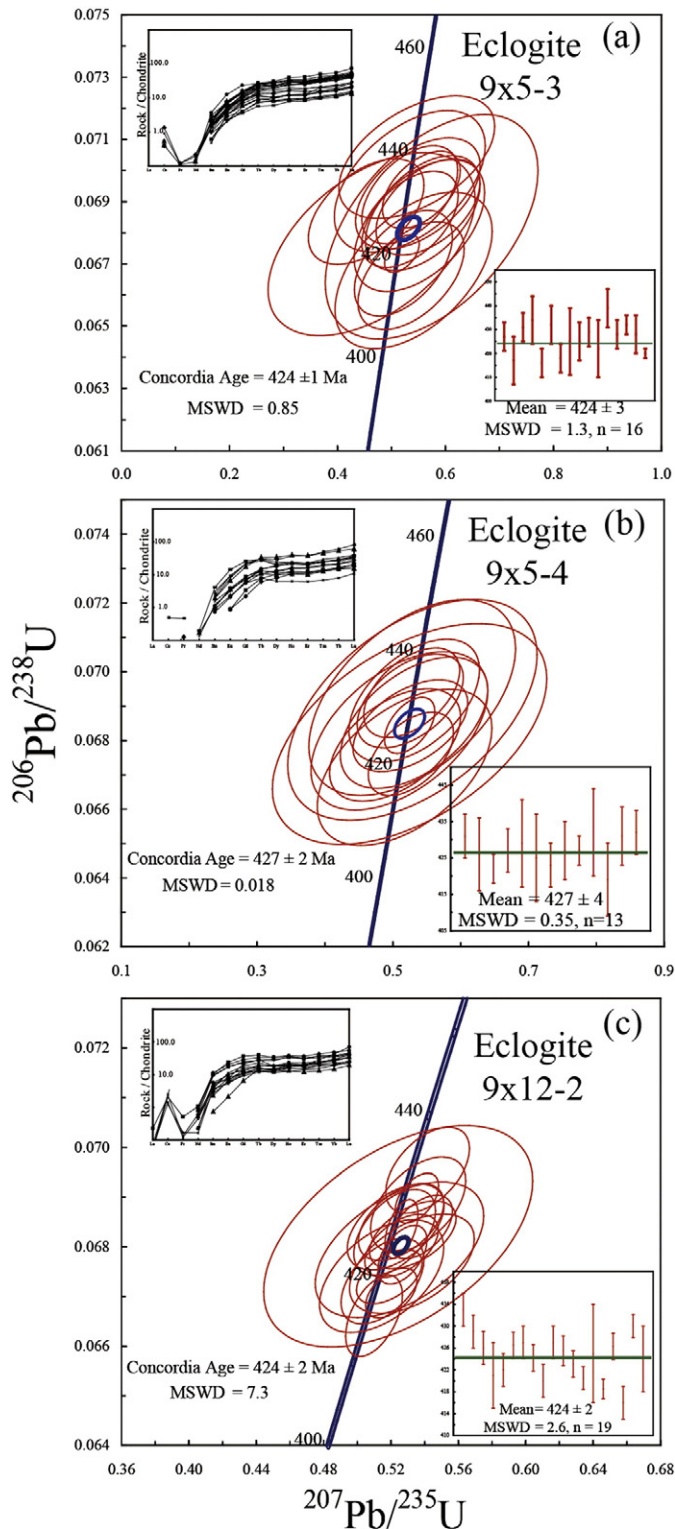 0.075
0.073
0.071
0.069
0.067
0.065
0.063
0.061
(a)
Eclogite
9x5-3
460
440
420
400
Rock / Chondrite
100.0
10.0
1.0
Concordia Age = 424 ±1 Ma
MSWD = 0.85
Mean = 424 ± 3
MSWD = 1.3, n = 16
0.0 0.2 0.4 0.6 0.8 1.0
0.074
0.072
0.070
0.068
0.066
0.064
0.062
(b)
Eclogite
9x5-4
460
440
420
400
Rock / Chondrite
100.0
10.0
1.0
Concordia Age = 427 ± 2 Ma
MSWD = 0.018
445
435
425
415
405
Mean = 427 ± 4
MSWD = 0.35, n=13
0.1 0.3 0.5 0.7 0.9
206Pb/238U
0.072
0.070
0.068
0.066
0.064
(c)
Eclogite
9x12-2
440
420
400
Rock / Chondrite
100.0
10.0
Concordia Age = 424 ± 2 Ma
MSWD = 7.3
Mean= 424 ± 2
MSWD = 2.6, n = 19
0.36 0.40 0.44 0.48 0.52 0.56 0.60 0.64 0.68
207Pb/235U